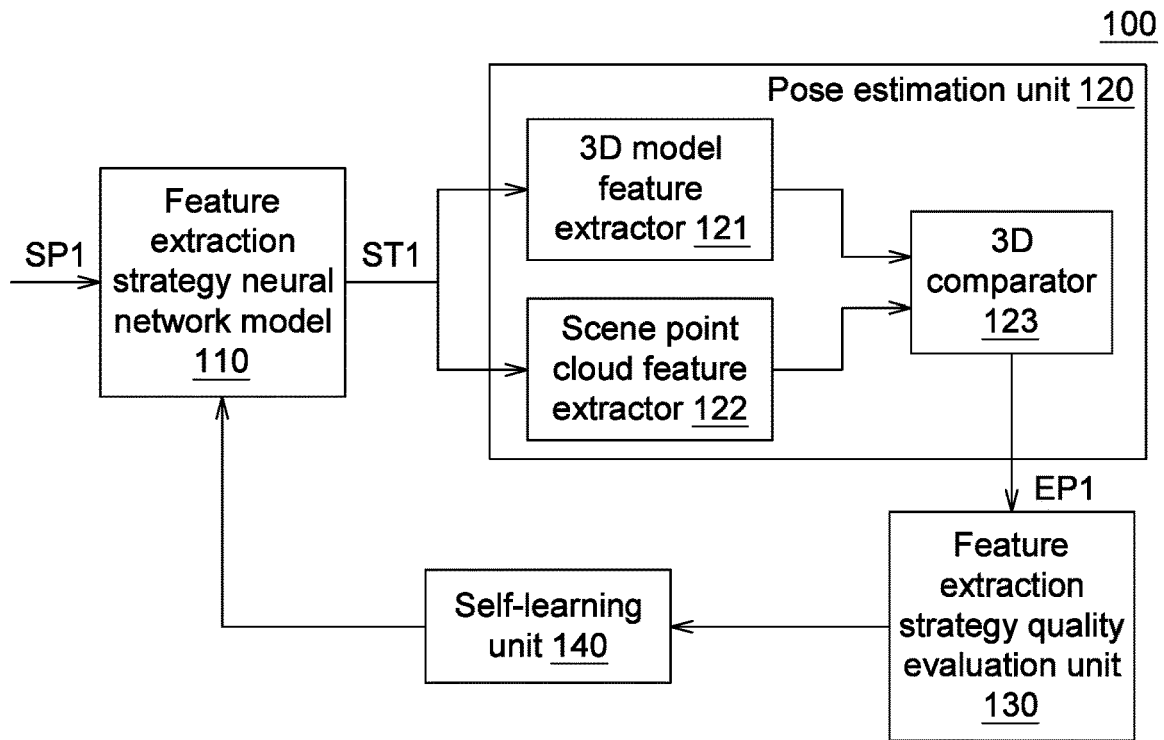 100
Pose estimation unit 120
3D model
feature
extractor 121
Feature
extraction
strategy neural
network model
110
SP1
ST1
3D
comparator
123
Scene point
cloud feature
extractor 122
EP1
Feature
extraction
strategy quality
evaluation unit
130
Self-learning
unit 140